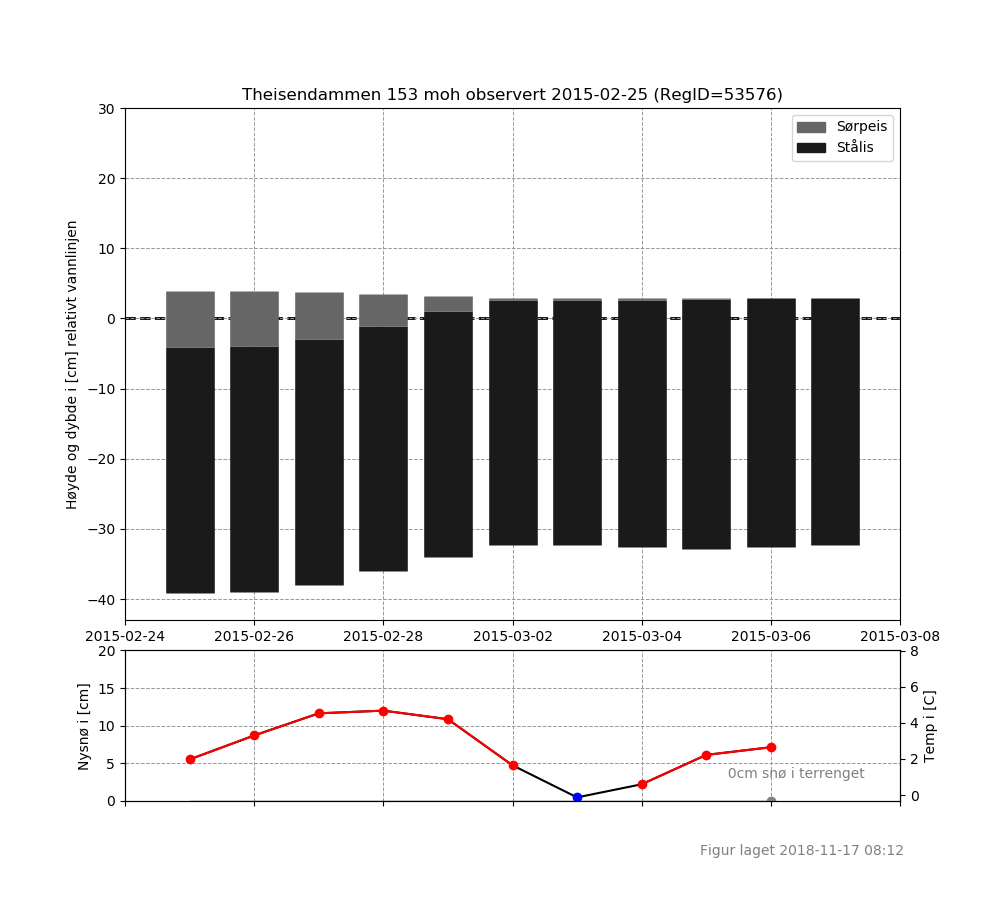 Theisendammen 153 moh observert 2015-02-25 (RegID=53576)
Sørpeis
Stålis
Høyde og dybde i [cm] relativt vannlinjen
30
20
10
0
−10
−20
−30
−40
2015-02-24 2015-02-26 2015-02-28 2015-03-02 2015-03-04 2015-03-06 2015-03-08
Nysnø i [cm]
20
15
10
5
0
8
6
4
2
0
Temp i [C]
0cm snø i terrenget
Figur laget 2018-11-17 08:12